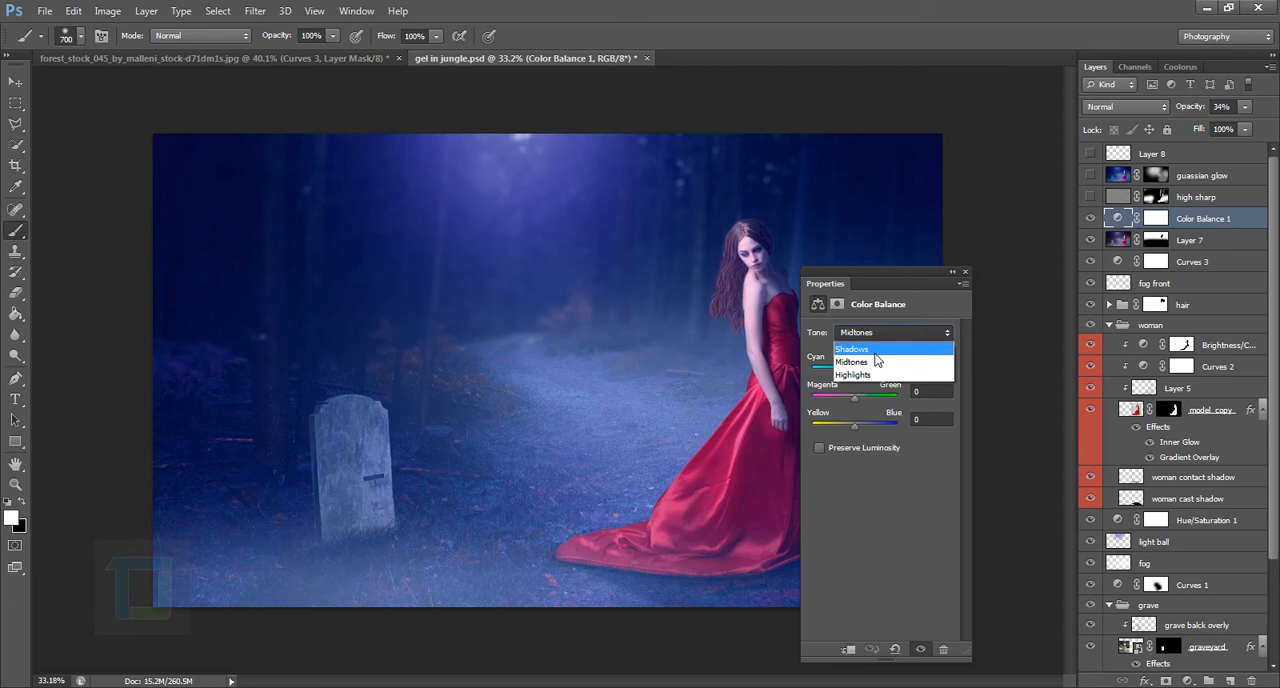 Ps File Edit Image Layer Type Select Filter 3D View Window Help
700 Mode: Normal Opacity: 100% Flow: 100% Photography
forest_stock_045_by_malleni_stock-d71dm1s.jpg @ 40.1% (Curves 3, Layer Mask/8) * × gel in jungle.psd @ 33.2% (Color Balance 1, RGB/8*) * ×
Layers Channels Coolorus
Kind
Normal Opacity: 34%
Lock: Fill: 100%
Layer 8
guassian glow
high sharp
Color Balance 1
Layer 7
Curves 3
fog front
hair
woman
Brightness/C...
Curves 2
Layer 5
model_copy fx
Effects
Inner Glow
Gradient Overlay
woman contact shadow
woman cast shadow
Hue/Saturation 1
light ball
fog
Curves 1
grave
grave balck overly
graveyard fx
Effects
Properties
Color Balance
Tone: Midtones
Shadows
Midtones
Highlights
Cyan
Magenta Green 0
Yellow Blue 0
Preserve Luminosity
33.18% Doc: 15.2M/260.5M